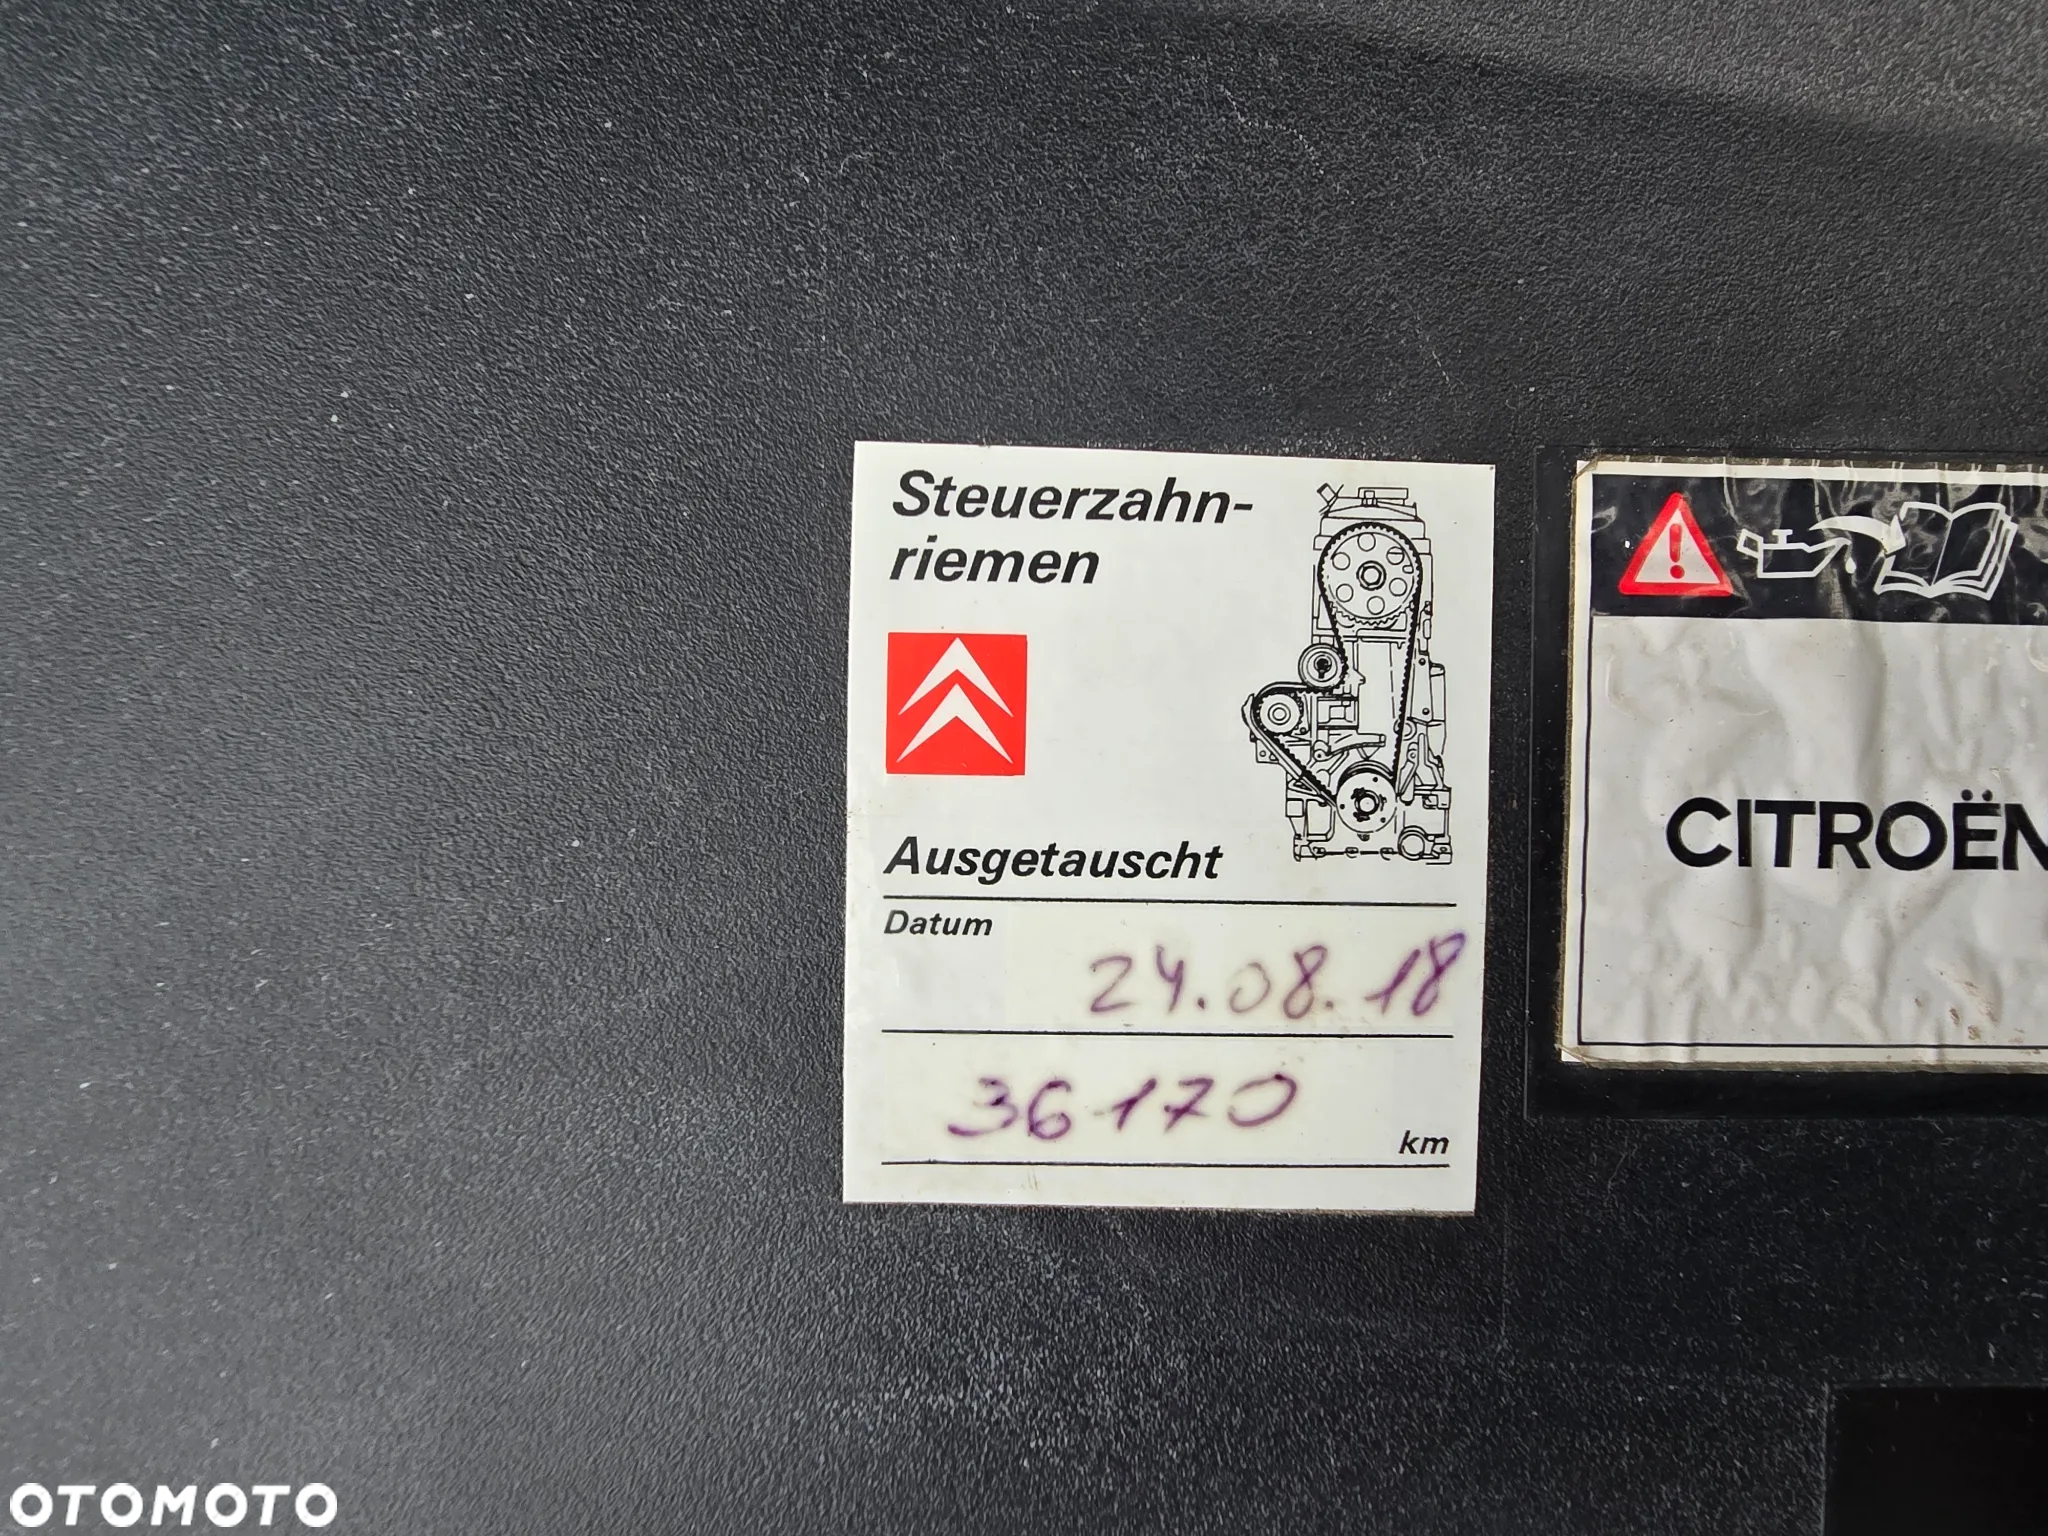 Steuerzahn-
riemen
Ausgetauscht
Datum
24.08.18
36170
km
CITROËN
OTOMOTO